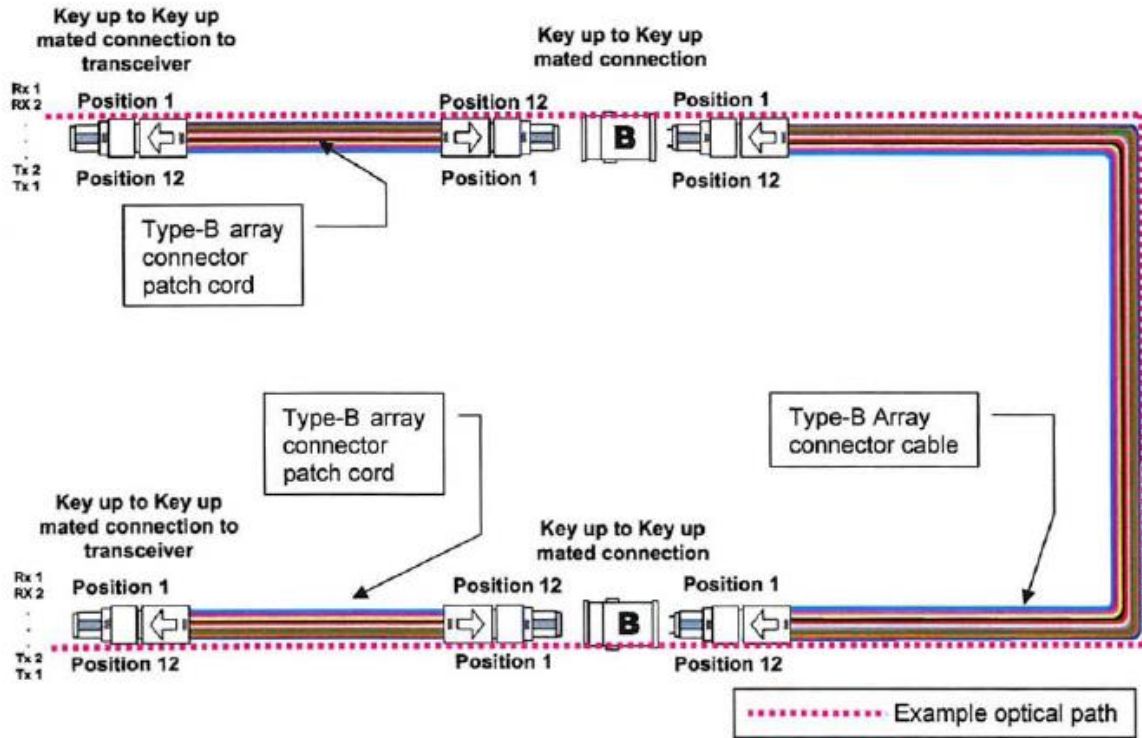 Key up to Key up
mated connection to
transceiver
Key up to Key up
mated connection
Rx 1
RX 2
.
.
.
Tx 2
Tx 1
Position 1
Position 12
Position 12
Position 1
B
Position 1
Position 12
Type-B array
connector
patch cord
Type-B array
connector
patch cord
Type-B Array
connector cable
Key up to Key up
mated connection to
transceiver
Key up to Key up
mated connection
Rx 1
RX 2
.
.
.
Tx 2
Tx 1
Position 1
Position 12
Position 12
Position 1
B
Position 1
Position 12
Example optical path